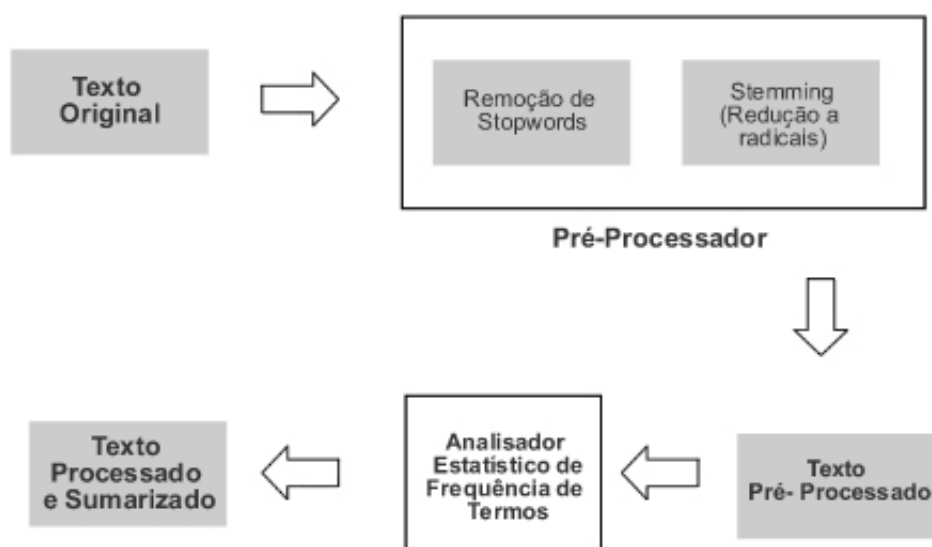 Texto
Original
Remoção de
Stopwords
Stemming
(Redução a
radicais)
Pré-Processador
Texto
Pré- Processado
Analisador
Estatístico de
Frequência de
Termos
Texto
Processado
e Sumarizado